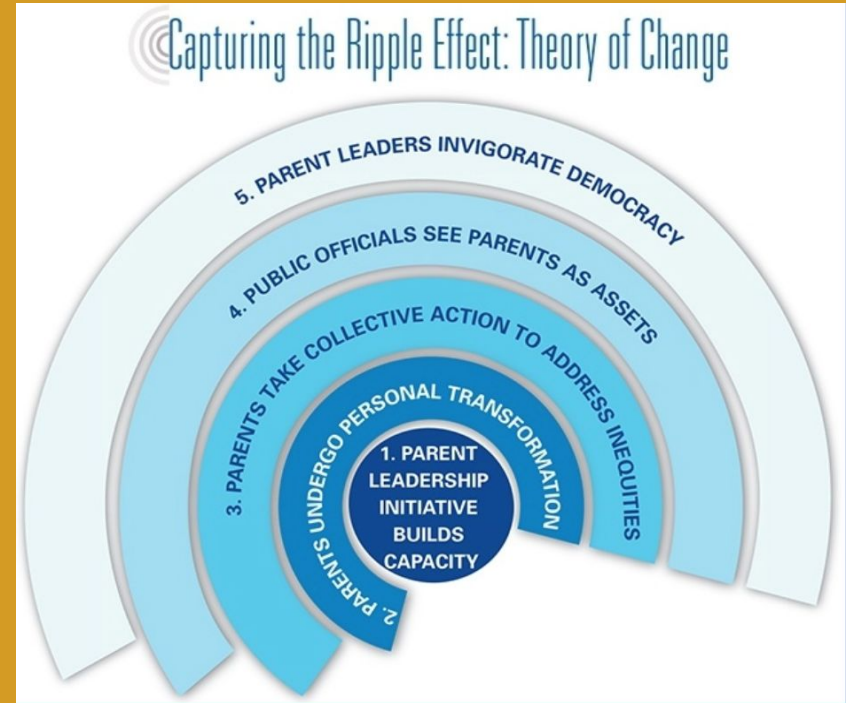 Capturing the Ripple Effect: Theory of Change
5. PARENT LEADERS INVIGORATE DEMOCRACY
4. PUBLIC OFFICIALS SEE PARENTS AS ASSETS
3. PARENTS TAKE COLLECTIVE ACTION TO ADDRESS INEQUITIES
2. PARENTS UNDERGO PERSONAL TRANSFORMATION
1. PARENT
LEADERSHIP
INITIATIVE
BUILDS
CAPACITY